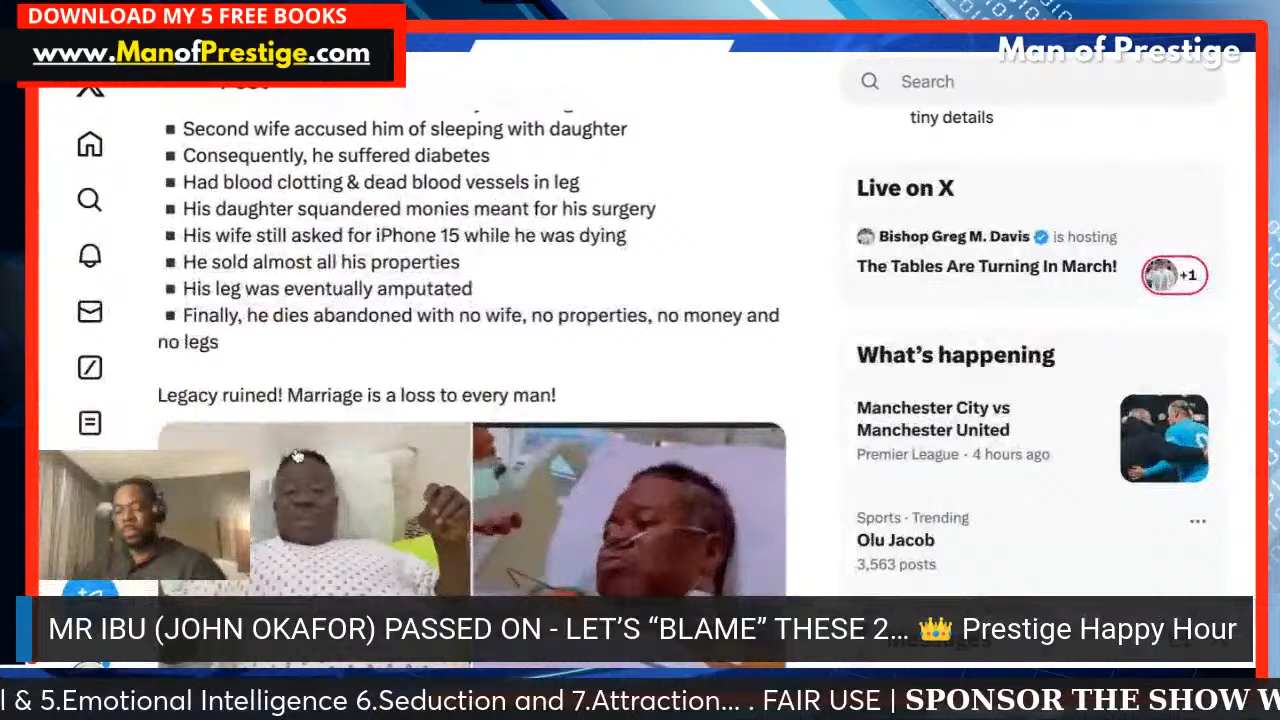 DOWNLOAD MY 5 FREE BOOKS
www.ManofPrestige.com
Man of Prestige
Search
tiny details
■ Second wife accused him of sleeping with daughter
■ Consequently, he suffered diabetes
■ Had blood clotting & dead blood vessels in leg
■ His daughter squandered monies meant for his surgery
■ His wife still asked for iPhone 15 while he was dying
■ He sold almost all his properties
■ His leg was eventually amputated
■ Finally, he dies abandoned with no wife, no properties, no money and
no legs
Legacy ruined! Marriage is a loss to every man!
Live on X
Bishop Greg M. Davis is hosting
The Tables Are Turning In March!
+1
What's happening
Manchester City vs
Manchester United
Premier League · 4 hours ago
Sports · Trending
Olu Jacob
3,563 posts
MR IBU (JOHN OKAFOR) PASSED ON - LET'S “BLAME” THESE 2... 👑 Prestige Happy Hour
l & 5.Emotional Intelligence 6.Seduction and 7.Attraction... . FAIR USE | SPONSOR THE SHOW W